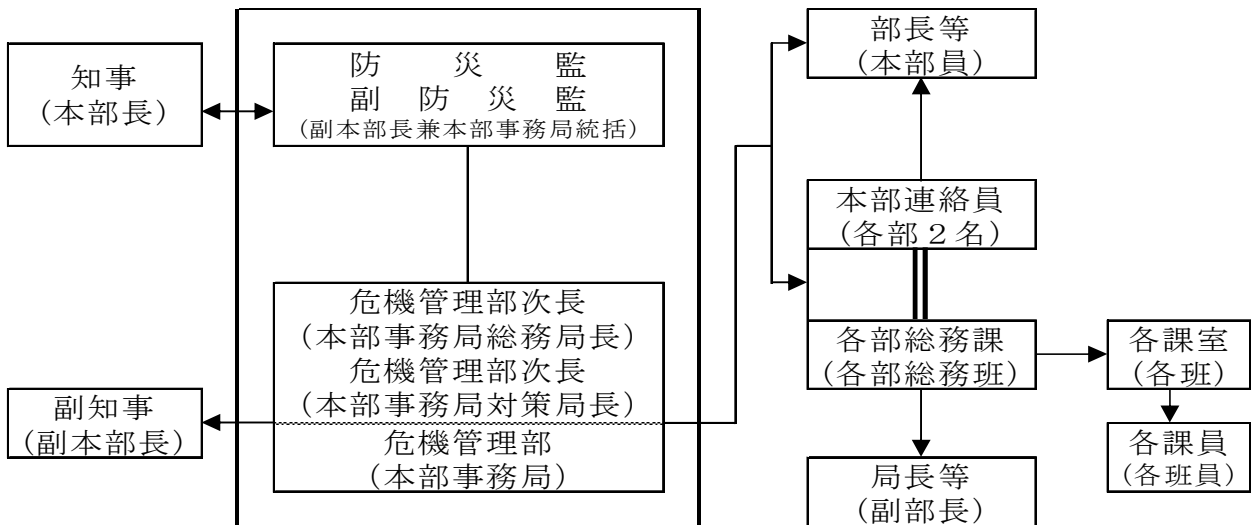 知事
(本部長)
防災監
副防災監
(副本部長兼本部事務局統括)
危機管理部次長
(本部事務局総務局長)
危機管理部次長
(本部事務局対策局長)
危機管理部
(本部事務局)
副知事
(副本部長)
部長等
(本部員)
本部連絡員
(各部２名)
各部総務課
(各部総務班)
局長等
(副部長)
各課室
(各班)
各課員
(各班員)